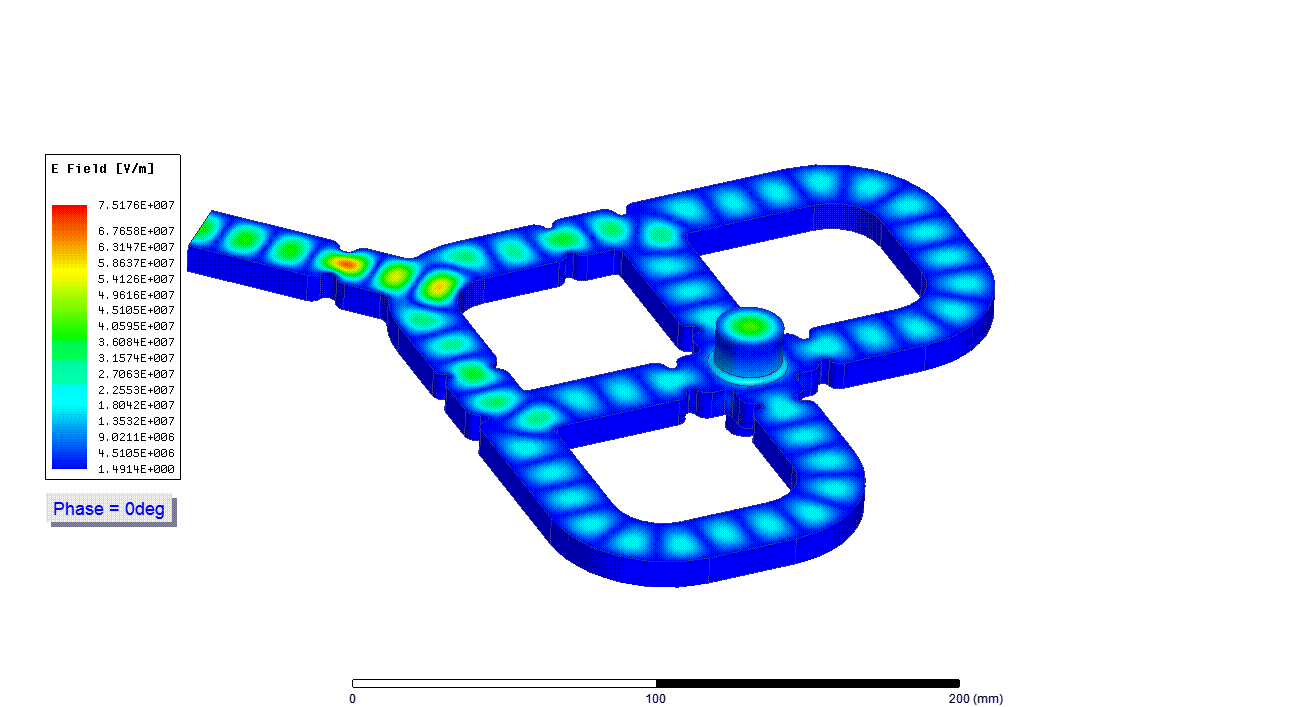 E Field [V/m]
7.5176E+007
6.7658E+007
6.3147E+007
5.8637E+007
5.4126E+007
4.9616E+007
4.5105E+007
4.0595E+007
3.6084E+007
3.1574E+007
2.7063E+007
2.2553E+007
1.8042E+007
1.3532E+007
9.0211E+006
4.5105E+006
1.4914E+000
Phase = 0deg
0 100 200 (mm)